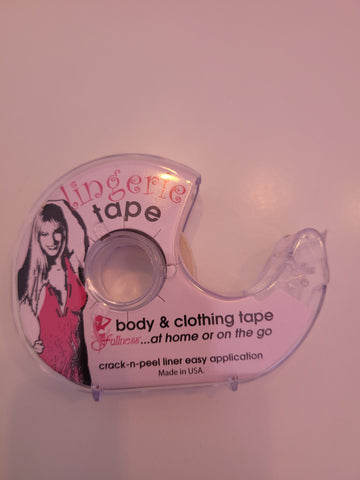 lingerie
tape
body & clothing tape
Fullness...at home or on the go
crack-n-peel liner easy application
Made in USA.